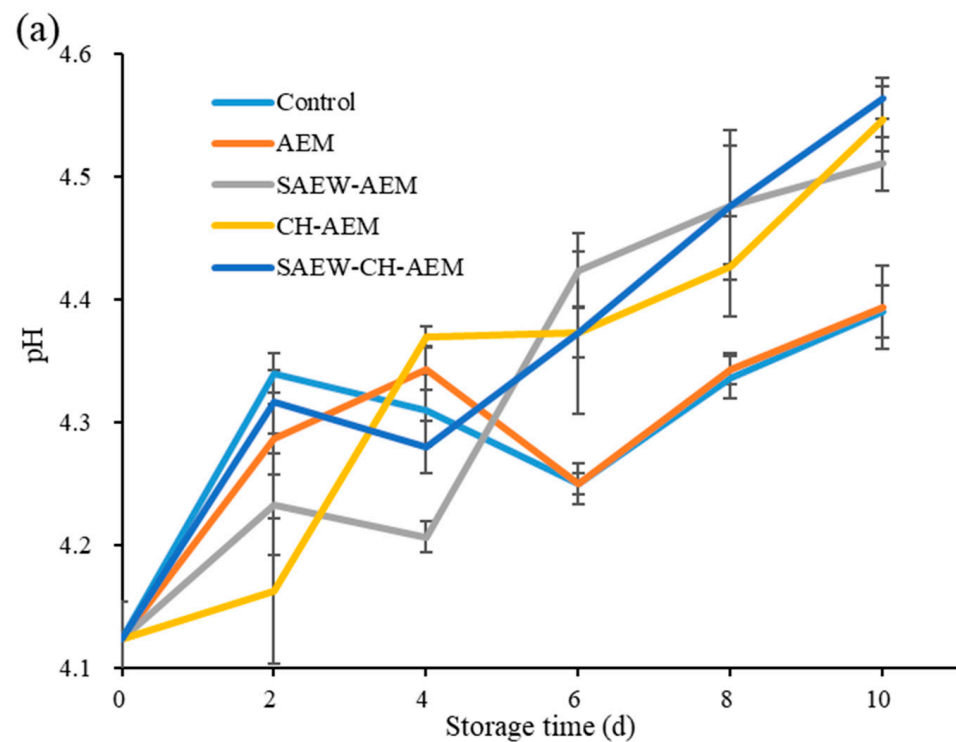 (a)
4.6
4.5
4.4
4.3
4.2
4.1
pH
Control
AEM
SAEW-AEM
CH-AEM
SAEW-CH-AEM
0 2 4 6 8 10
Storage time (d)